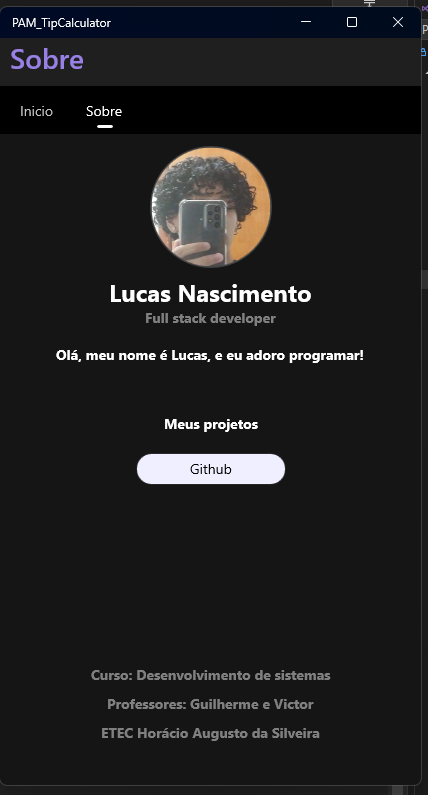 PAM_TipCalculator
Sobre
Inicio Sobre
Lucas Nascimento
Full stack developer
Olá, meu nome é Lucas, e eu adoro programar!
Meus projetos
Github
Curso: Desenvolvimento de sistemas
Professores: Guilherme e Victor
ETEC Horácio Augusto da Silveira